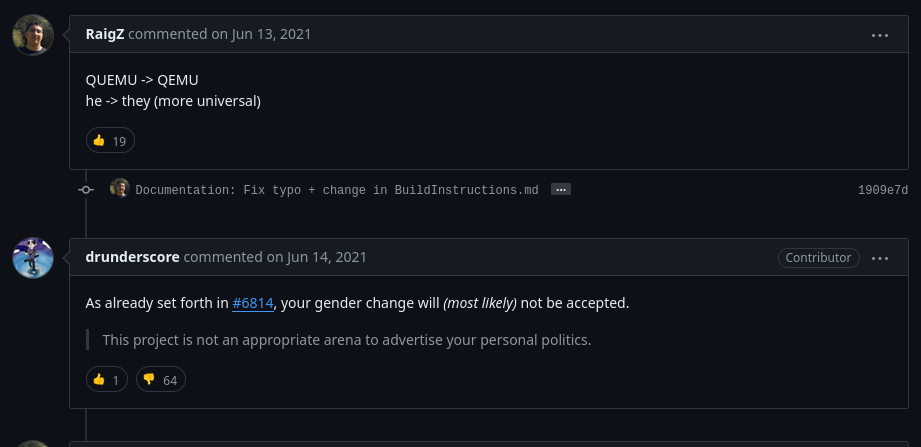 RaigZ commented on Jun 13, 2021
QUEMU -> QEMU
he -> they (more universal)
19
Documentation: Fix typo + change in BuildInstructions.md
1909e7d
drunderscore commented on Jun 14, 2021 Contributor
As already set forth in #6814, your gender change will (most likely) not be accepted.
This project is not an appropriate arena to advertise your personal politics.
1 64